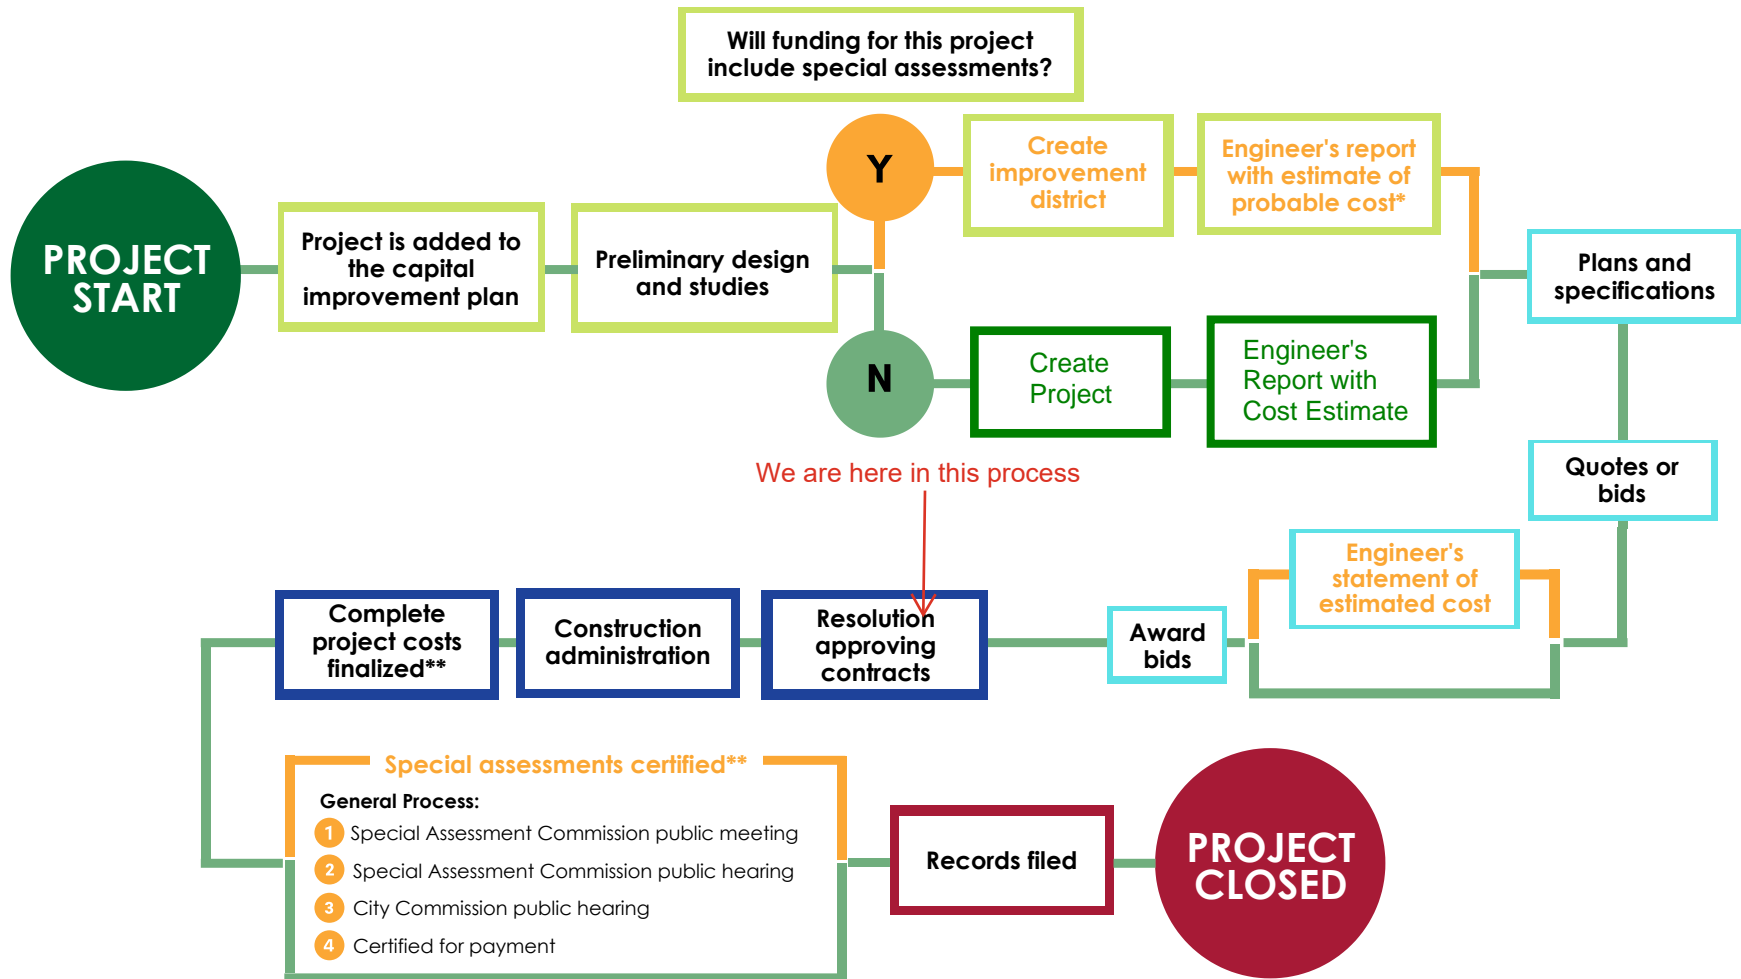 Will funding for this project
include special assessments?
PROJECT
START
Project is added to
the capital
improvement plan
Preliminary design
and studies
Y
Create
improvement
district
Engineer's report
with estimate of
probable cost*
N
Create
Project
Engineer's
Report with
Cost Estimate
Plans and
specifications
Quotes or
bids
Engineer's
statement of
estimated cost
Award
bids
We are here in this process
Resolution
approving
contracts
Construction
administration
Complete
project costs
finalized**
Special assessments certified**
General Process:
1 Special Assessment Commission public meeting
2 Special Assessment Commission public hearing
3 City Commission public hearing
4 Certified for payment
Records filed
PROJECT
CLOSED